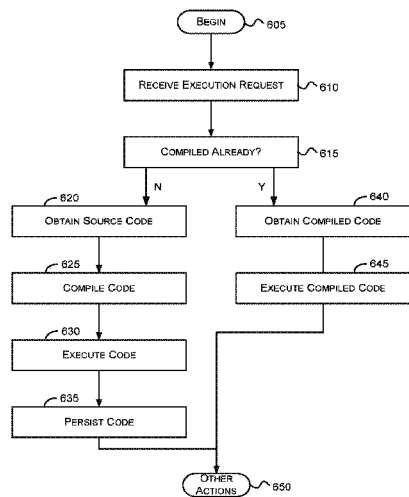 BEGIN
605
RECEIVE EXECUTION REQUEST
610
COMPILED ALREADY?
615
N
Y
620
OBTAIN SOURCE CODE
640
OBTAIN COMPILED CODE
625
COMPILE CODE
645
EXECUTE COMPILED CODE
630
EXECUTE CODE
635
PERSIST CODE
OTHER
ACTIONS
650